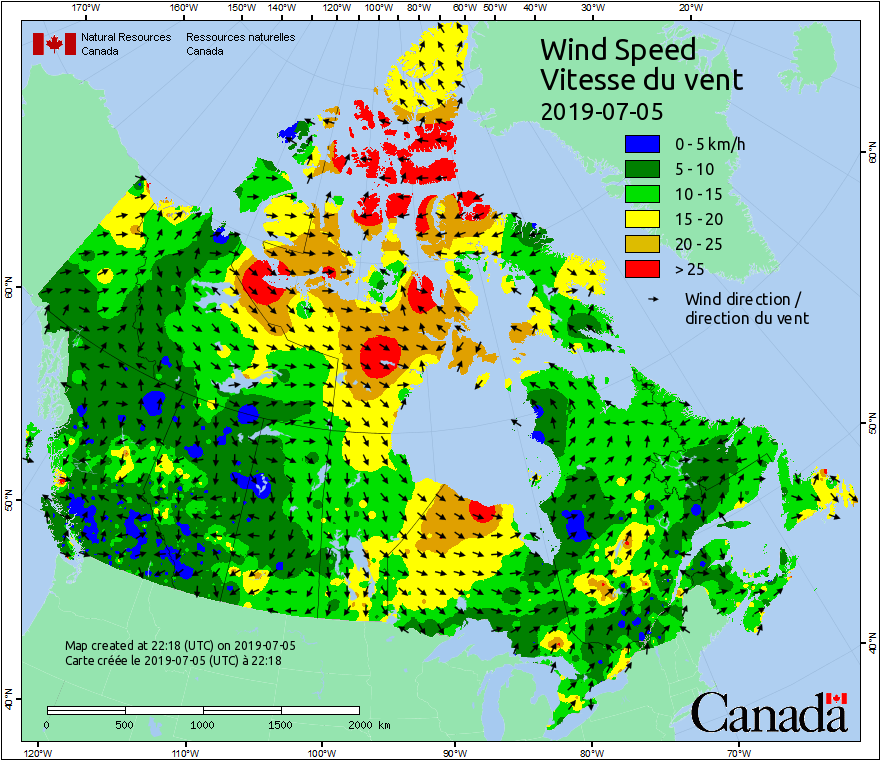 170°W 160°W 150°W 140°W 120°W 100°W 80°W 60°W 50°W 40°W 30°W 20°W
Natural Resources Ressources naturelles
Canada Canada
Wind Speed
Vitesse du vent
2019-07-05
0 - 5 km/h
5 - 10
10 - 15
15 - 20
20 - 25
> 25
Wind direction /
direction du vent
60°N
60°N
50°N
50°N
40°N
40°N
Map created at 22:18 (UTC) on 2019-07-05
Carte créée le 2019-07-05 (UTC) à 22:18
0 500 1000 1500 2000 km
Canada
120°W 110°W 100°W 90°W 80°W 70°W